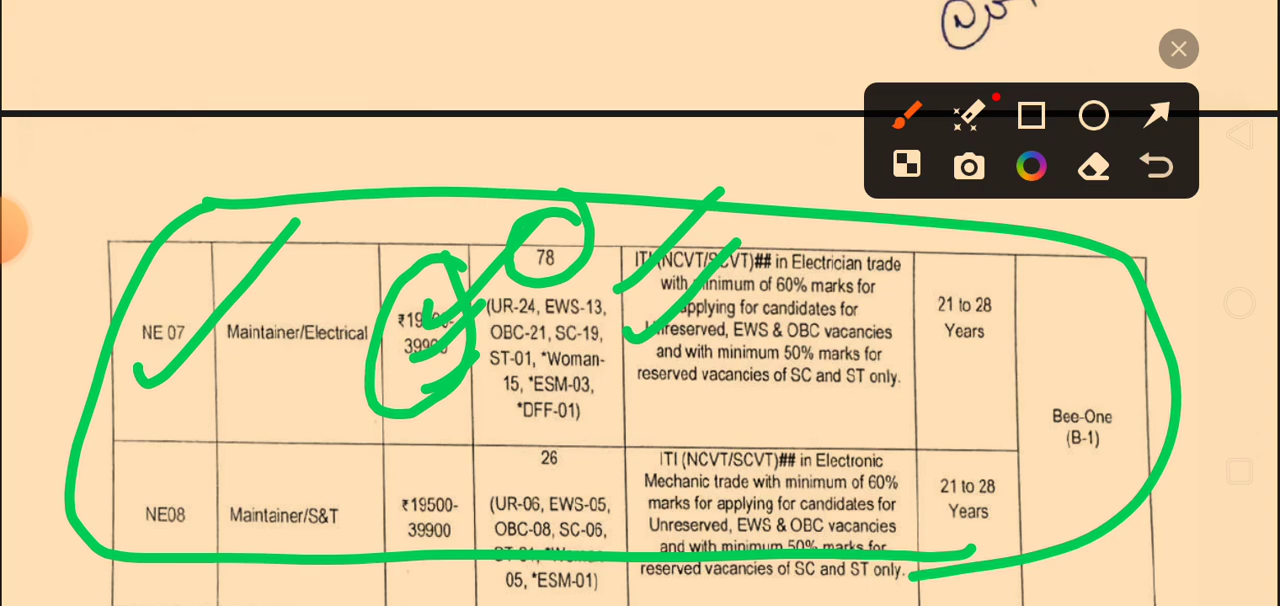 NE 07
Maintainer/Electrical
39900
78
(UR-24, EWS-13,
OBC-21, SC-19,
ST-01, *Woman-
15, *ESM-03,
*DFF-01)
ITI (NCVT/SCVT)## in Electrician trade
with minimum of 60% marks for
applying for candidates for
Unreserved, EWS & OBC vacancies
and with minimum 50% marks for
reserved vacancies of SC and ST only.
21 to 28
Years
Bee-One
(B-1)
NE08
Maintainer/S&T
₹19500-
39900
26
(UR-06, EWS-05,
OBC-08, SC-06,
05, *ESM-01)
ITI (NCVT/SCVT)## in Electronic
Mechanic trade with minimum of 60%
marks for applying for candidates for
Unreserved, EWS & OBC vacancies
and with minimum 50% marks for
reserved vacancies of SC and ST only.
21 to 28
Years